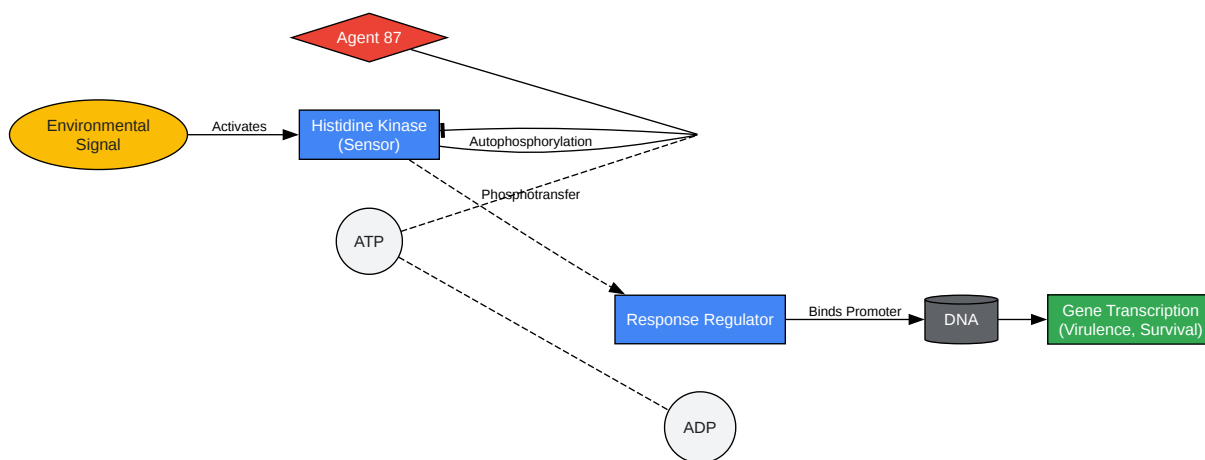 Agent 87
Environmental
Signal
Activates
Histidine Kinase
(Sensor)
Autophosphorylation
Phosphotransfer
ATP
Response Regulator
Binds Promoter
DNA
Gene Transcription
(Virulence, Survival)
ADP